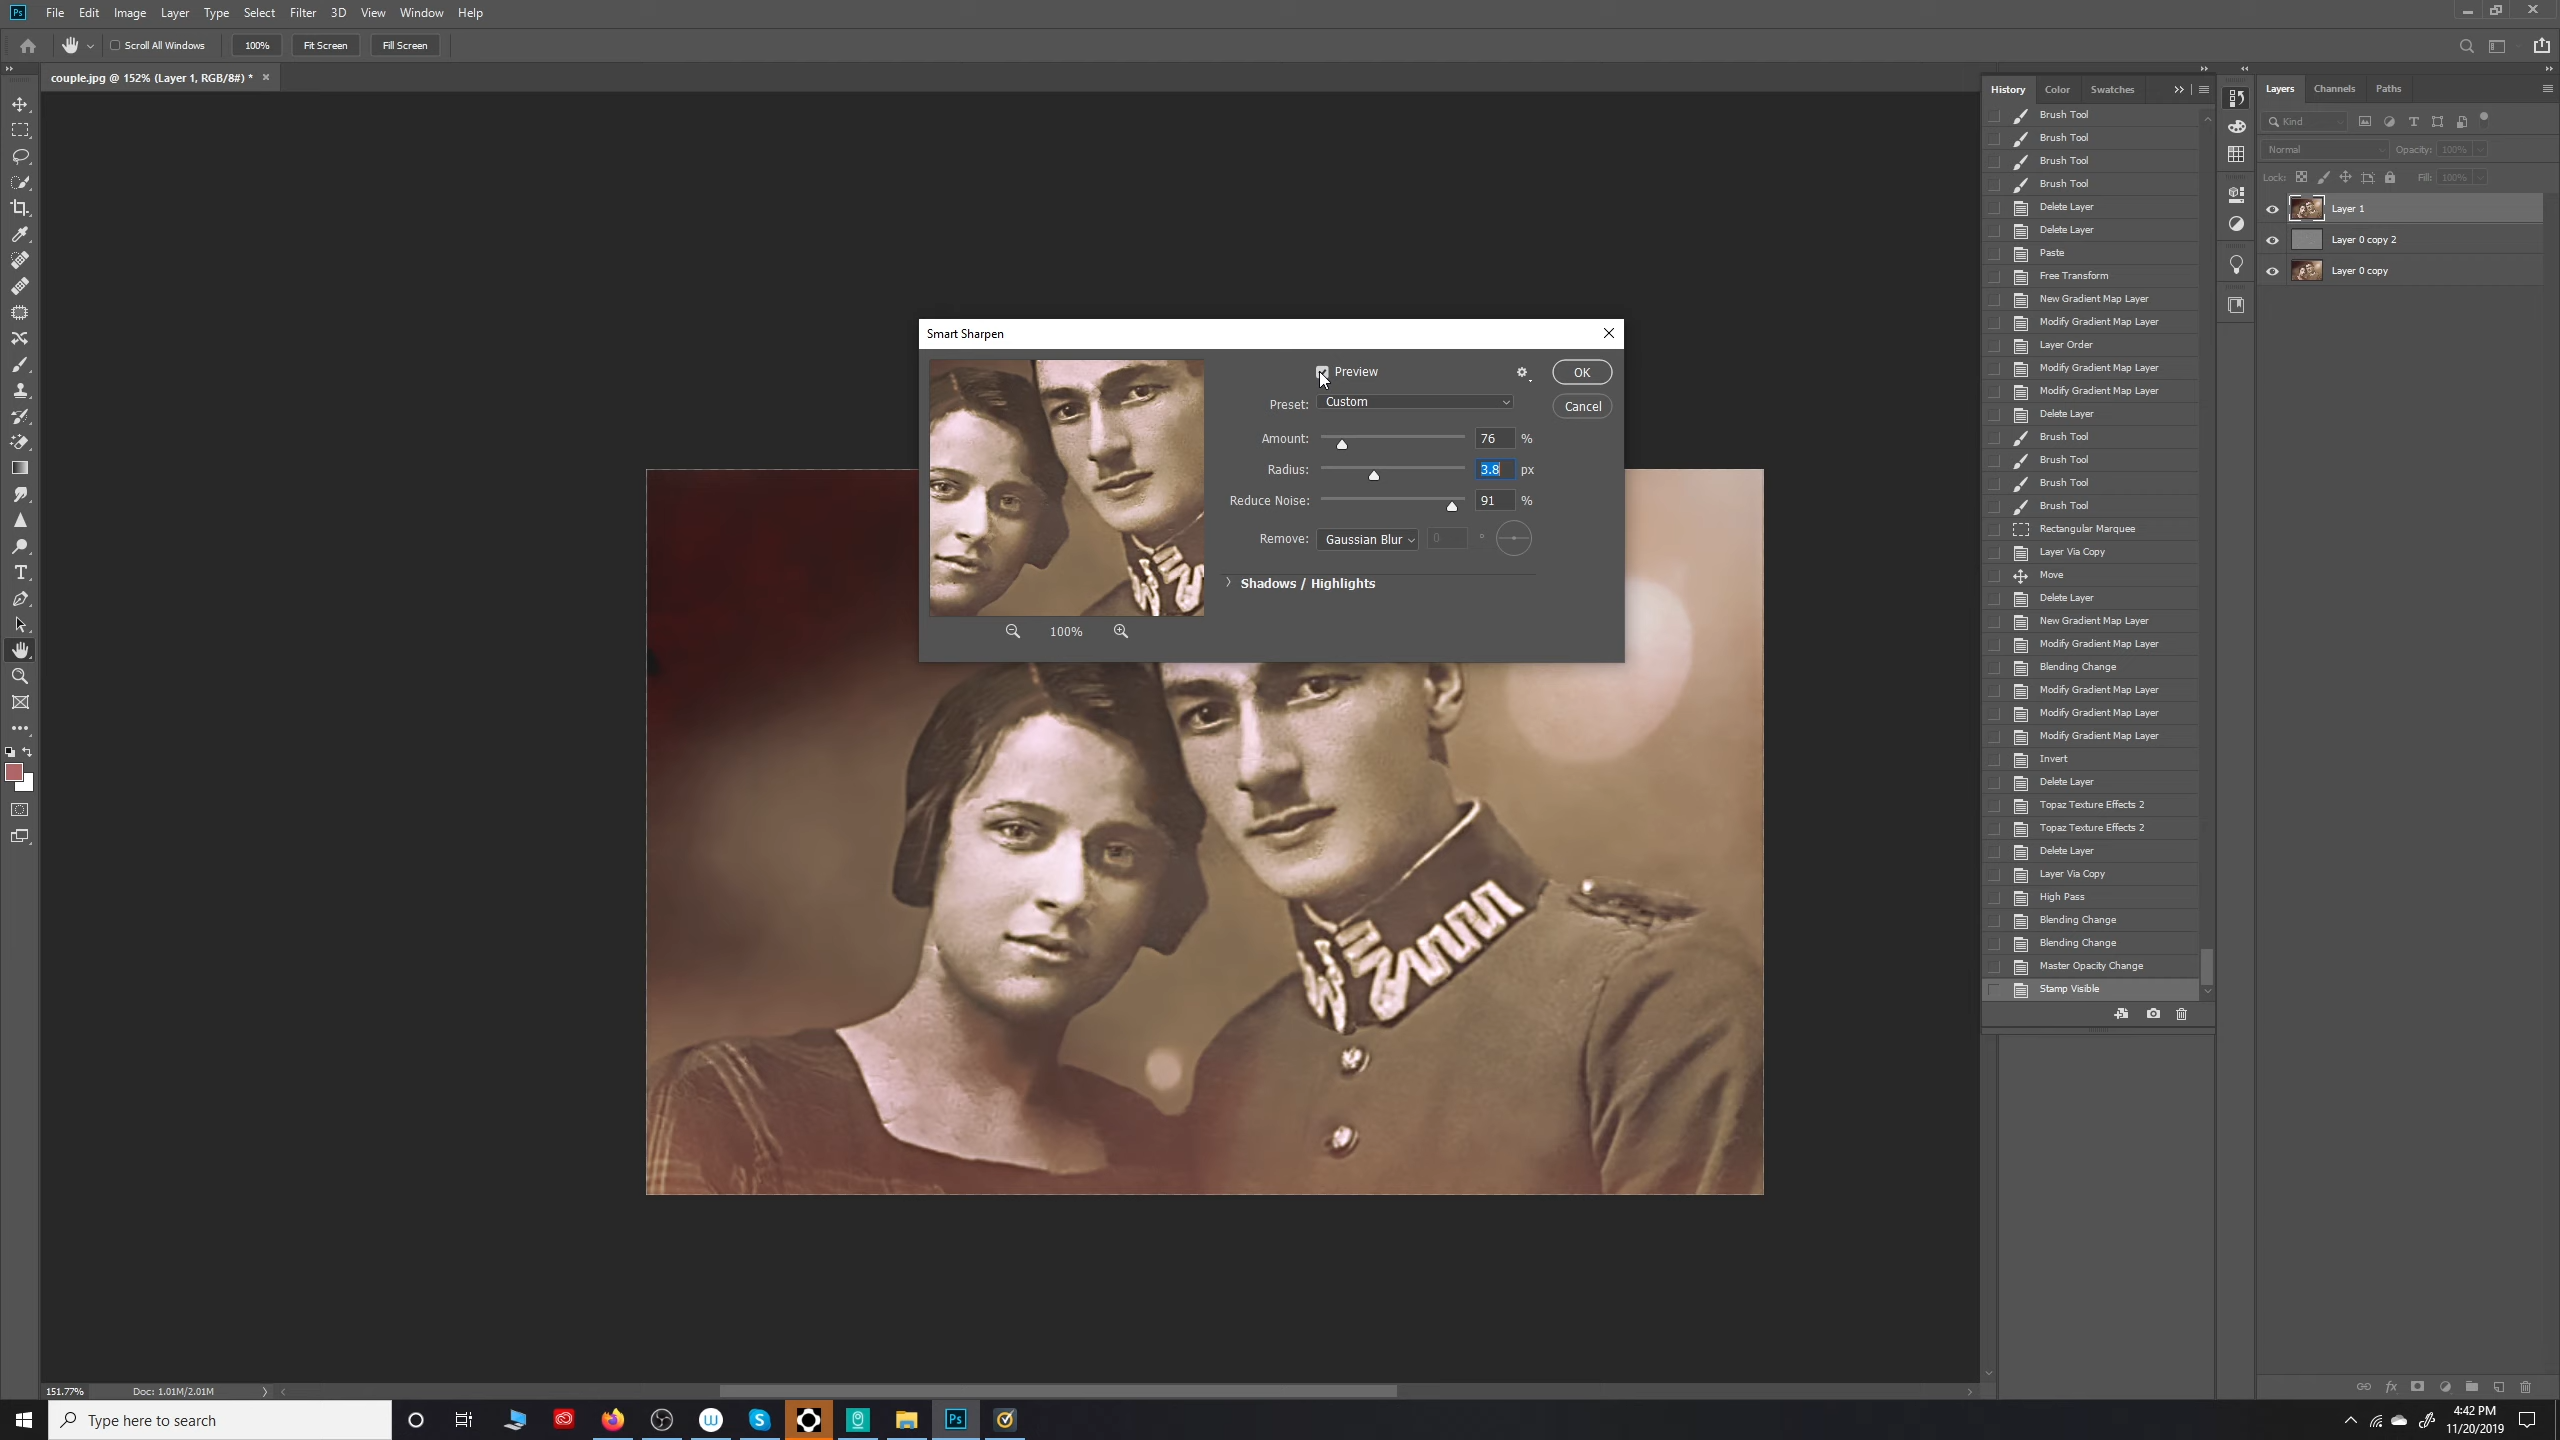 Ps File Edit Image Layer Type Select Filter 3D View Window Help
Scroll All Windows 100% Fit Screen Fill Screen
couple.jpg @ 152% (Layer 1, RGB/8#) * ×
Smart Sharpen
Preview
OK
Preset: Custom
Cancel
Amount: 76 %
Radius: 3.8 px
Reduce Noise: 91 %
Remove: Gaussian Blur 0 °
Shadows / Highlights
100%
History Color Swatches
Brush Tool
Brush Tool
Brush Tool
Brush Tool
Delete Layer
Delete Layer
Paste
Free Transform
New Gradient Map Layer
Modify Gradient Map Layer
Layer Order
Modify Gradient Map Layer
Modify Gradient Map Layer
Delete Layer
Brush Tool
Brush Tool
Brush Tool
Brush Tool
Rectangular Marquee
Layer Via Copy
Move
Delete Layer
New Gradient Map Layer
Modify Gradient Map Layer
Blending Change
Modify Gradient Map Layer
Modify Gradient Map Layer
Modify Gradient Map Layer
Invert
Delete Layer
Topaz Texture Effects 2
Topaz Texture Effects 2
Delete Layer
Layer Via Copy
High Pass
Blending Change
Blending Change
Master Opacity Change
Stamp Visible
Layers Channels Paths
Kind
Normal Opacity: 100%
Lock: Fill: 100%
Layer 1
Layer 0 copy 2
Layer 0 copy
151.77% Doc: 1.01M/2.01M
Type here to search
4:42 PM
11/20/2019